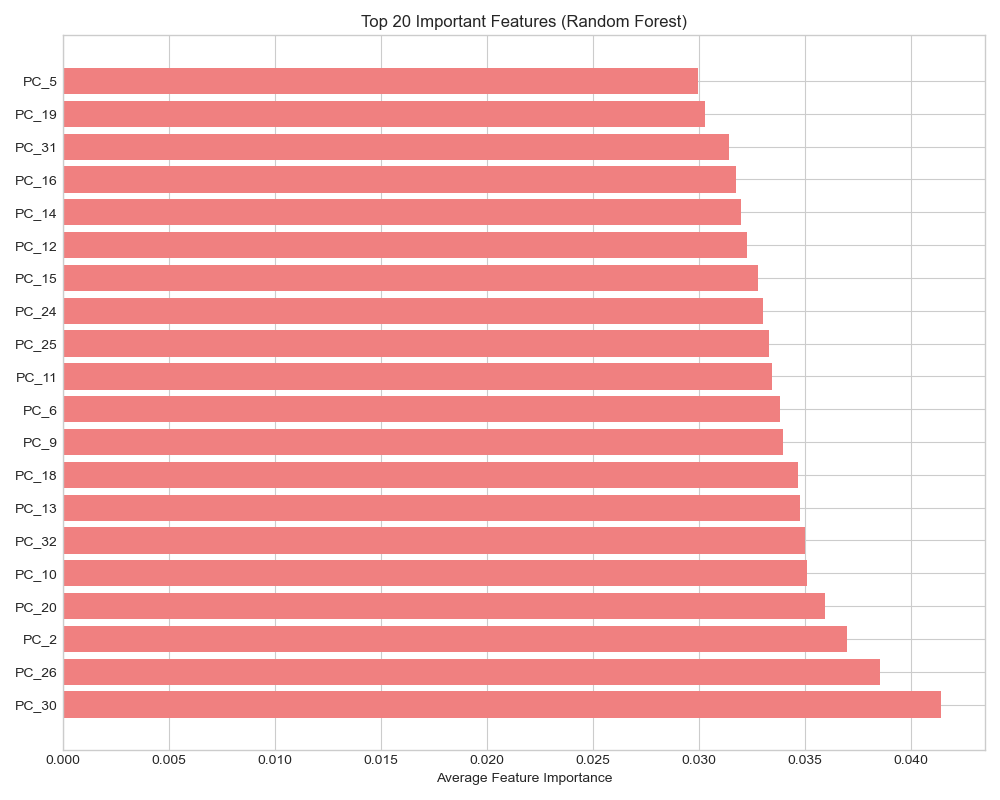 Top 20 Important Features (Random Forest)
PC_5
PC_19
PC_31
PC_16
PC_14
PC_12
PC_15
PC_24
PC_25
PC_11
PC_6
PC_9
PC_18
PC_13
PC_32
PC_10
PC_20
PC_2
PC_26
PC_30
0.000 0.005 0.010 0.015 0.020 0.025 0.030 0.035 0.040
Average Feature Importance